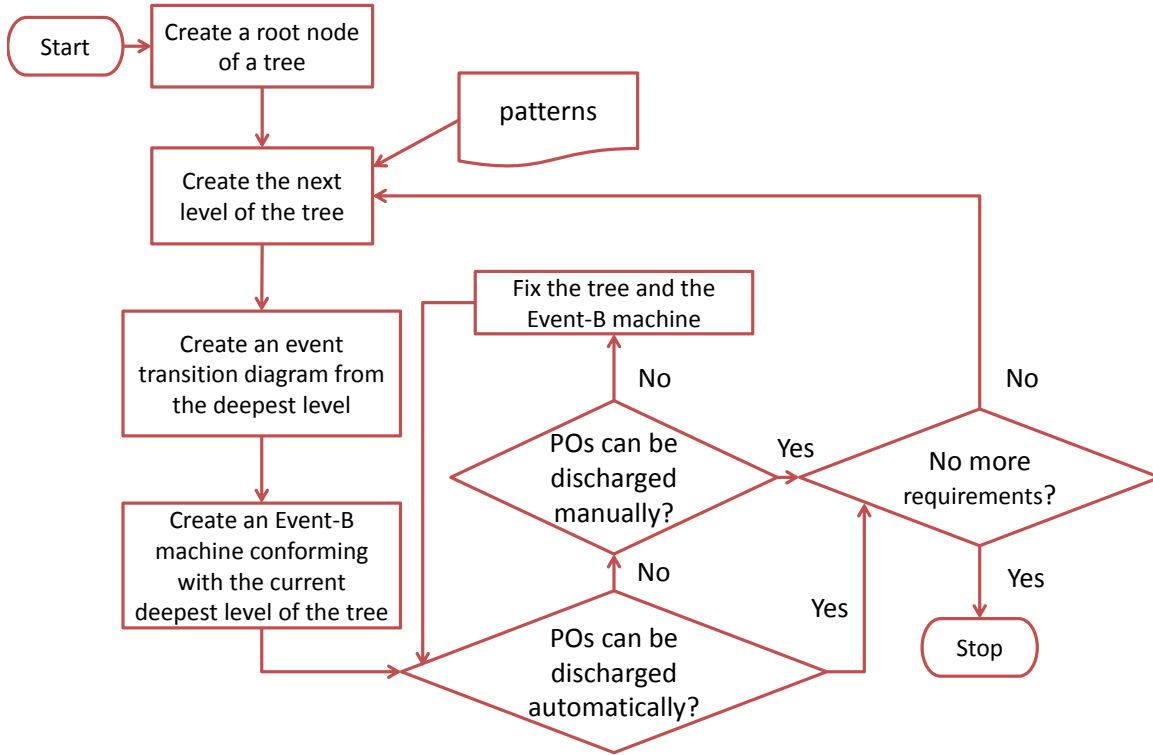 Start
Create a root node
of a tree
patterns
Create the next
level of the tree
Fix the tree and the
Event-B machine
Create an event
transition diagram from
the deepest level
No
No
POs can be
discharged
manually?
Yes
No more
requirements?
Create an Event-B
machine conforming
with the current
deepest level of the tree
No
Yes
Yes
POs can be
discharged
automatically?
Stop